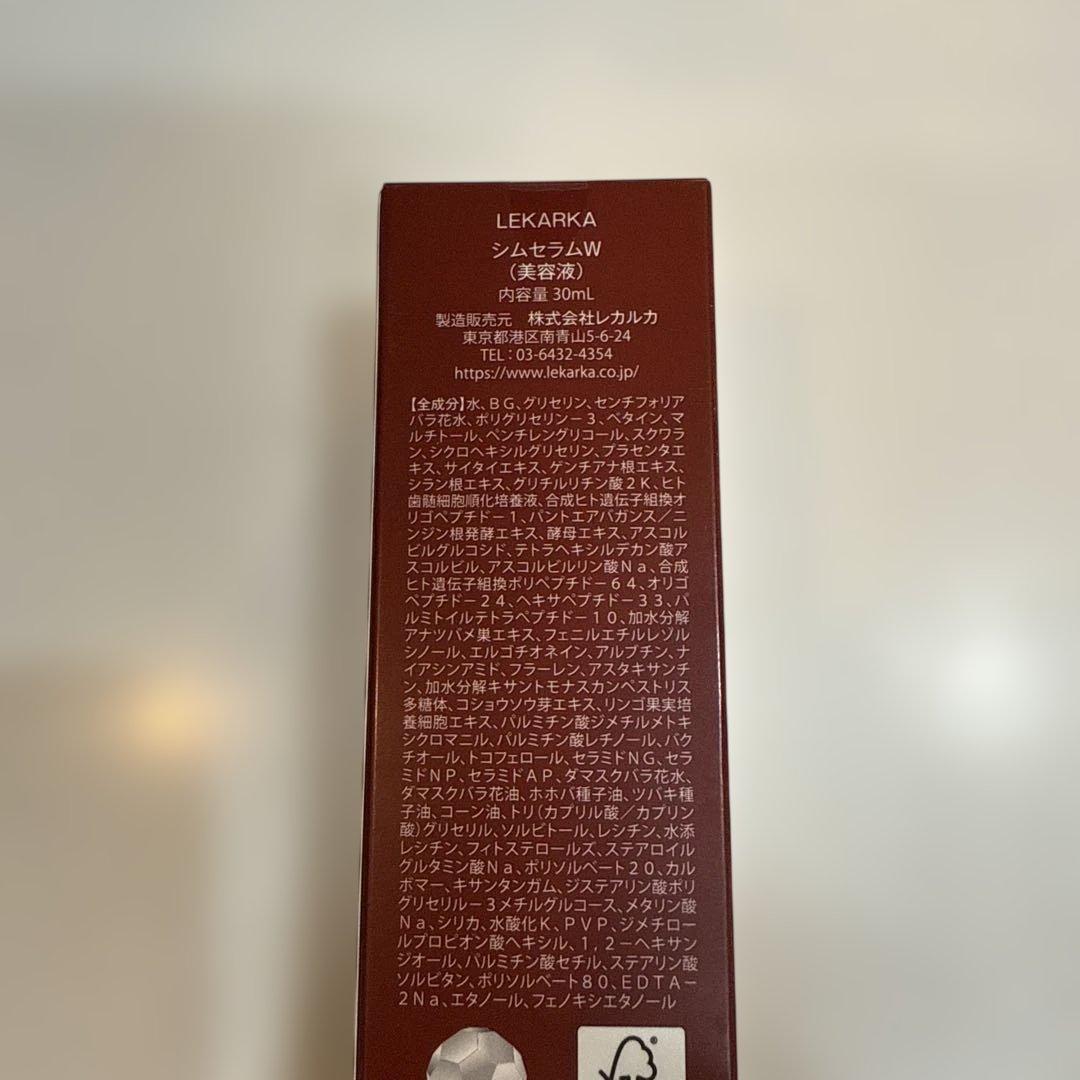 LEKARKA
シムセラムW
（美容液）
内容量 30mL
製造販売元　株式会社レカルカ
東京都港区南青山5-6-24
TEL：03-6432-4354
https://www.lekarka.co.jp/
【全成分】水、ＢＧ、グリセリン、センチフォリア
バラ花水、ポリグリセリン－３、ベタイン、マ
ルチトール、ペンチレングリコール、スクワラ
ン、シクロヘキシルグリセリン、プラセンタエ
キス、サイタイエキス、ゲンチアナ根エキス、
シラン根エキス、グリチルリチン酸２Ｋ、ヒト
歯髄細胞順化培養液、合成ヒト遺伝子組換オ
リゴペプチド－１、バントエアバガンス／ニ
ンジン根発酵エキス、酵母エキス、アスコル
ビルグルコシド、テトラヘキシルデカン酸ア
スコルビル、アスコルビルリン酸Ｎａ、合成
ヒト遺伝子組換ポリペプチド－６４、オリゴ
ペプチド－２４、ヘキサペプチド－３３、パ
ルミトイルテトラペプチド－１０、加水分解
アナツバメ巣エキス、フェニルエチルレゾル
シノール、エルゴチオネイン、アルブチン、ナ
イアシンアミド、フラーレン、アスタキサンチ
ン、加水分解キサントモナスカンペストリス
多糖体、コショウソウ芽エキス、リンゴ果実培
養細胞エキス、パルミチン酸ジメチルメトキ
シクロマニル、パルミチン酸レチノール、バク
チオール、トコフェロール、セラミドＮＧ、セラ
ミドＮＰ、セラミドＡＰ、ダマスクバラ花水、
ダマスクバラ花油、ホホバ種子油、ツバキ種
子油、コーン油、トリ（カプリル酸／カプリン
酸）グリセリル、ソルビトール、レシチン、水添
レシチン、フィトステロールズ、ステアロイル
グルタミン酸Ｎａ、ポリソルベート２０、カル
ボマー、キサンタンガム、ジステアリン酸ポリ
グリセリル－３メチルグルコース、メタリン酸
Ｎａ、シリカ、水酸化Ｋ、ＰＶＰ、ジメチロー
ルプロピオン酸ヘキシル、１，２－ヘキサン
ジオール、パルミチン酸セチル、ステアリン酸
ソルビタン、ポリソルベート８０、ＥＤＴＡ－
２Ｎａ、エタノール、フェノキシエタノール
®